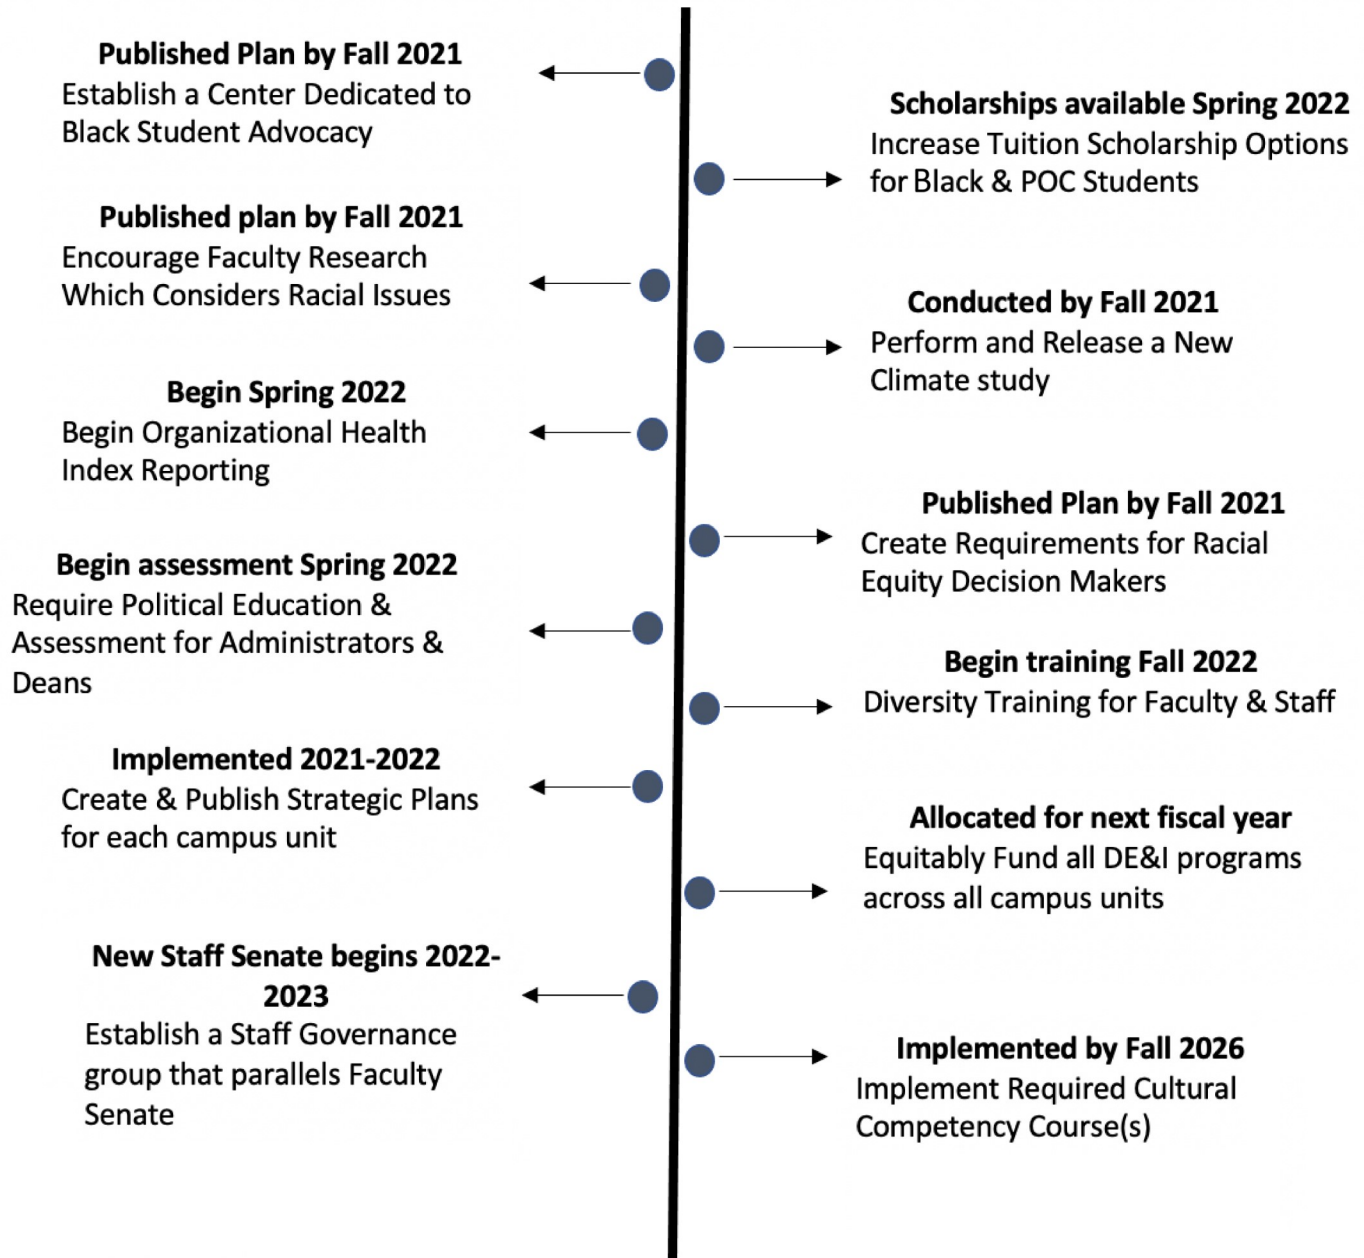 Published Plan by Fall 2021
Establish a Center Dedicated to
Black Student Advocacy
Scholarships available Spring 2022
Increase Tuition Scholarship Options
for Black & POC Students
Published plan by Fall 2021
Encourage Faculty Research
Which Considers Racial Issues
Conducted by Fall 2021
Perform and Release a New
Climate study
Begin Spring 2022
Begin Organizational Health
Index Reporting
Published Plan by Fall 2021
Create Requirements for Racial
Equity Decision Makers
Begin assessment Spring 2022
Require Political Education &
Assessment for Administrators &
Deans
Begin training Fall 2022
Diversity Training for Faculty & Staff
Implemented 2021-2022
Create & Publish Strategic Plans
for each campus unit
Allocated for next fiscal year
Equitably Fund all DE&I programs
across all campus units
New Staff Senate begins 2022-
2023
Establish a Staff Governance
group that parallels Faculty
Senate
Implemented by Fall 2026
Implement Required Cultural
Competency Course(s)